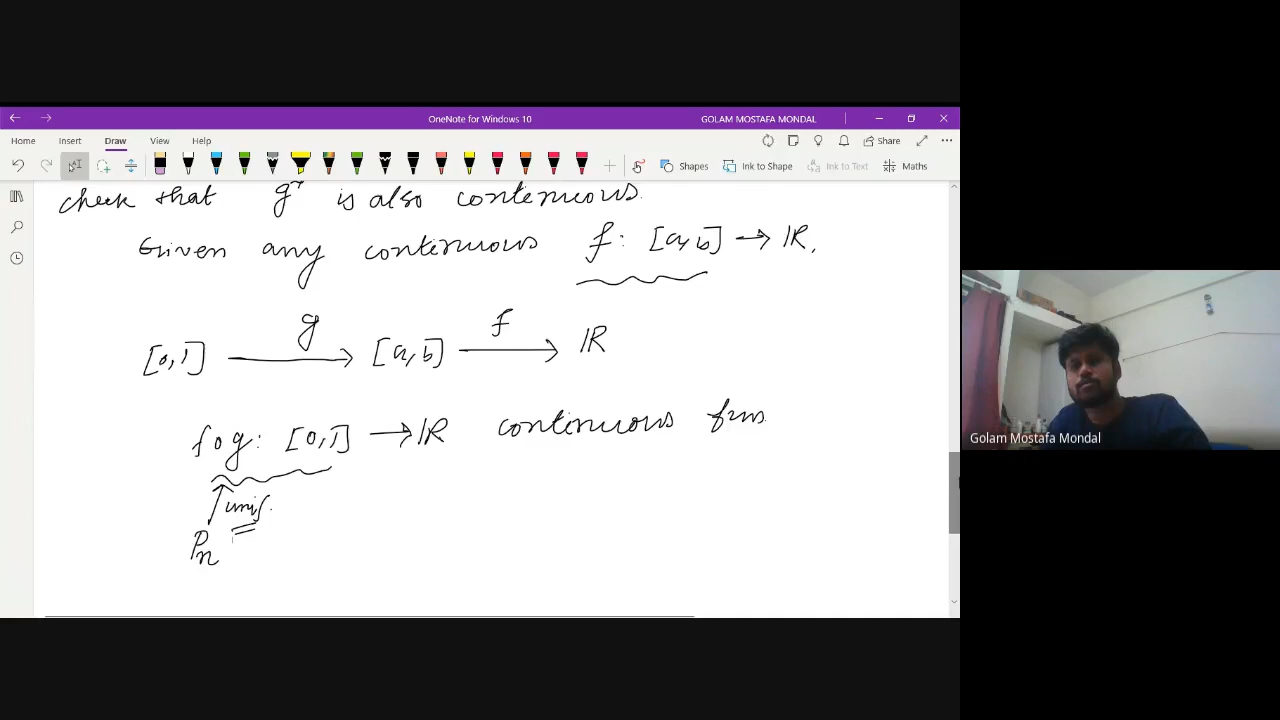 OneNote for Windows 10
GOLAM MOSTAFA MONDAL
Home Insert Draw View Help
Share
Shapes
Ink to Shape
Ink to Text
Maths
check that g⁻¹ is also continuous.
Given any continuous f: [a,b] → ℝ,
[0,1] g→ [a,b] f→ ℝ
fog: [0,1] → ℝ continuous funs
↑ unif.
Pn
Golam Mostafa Mondal